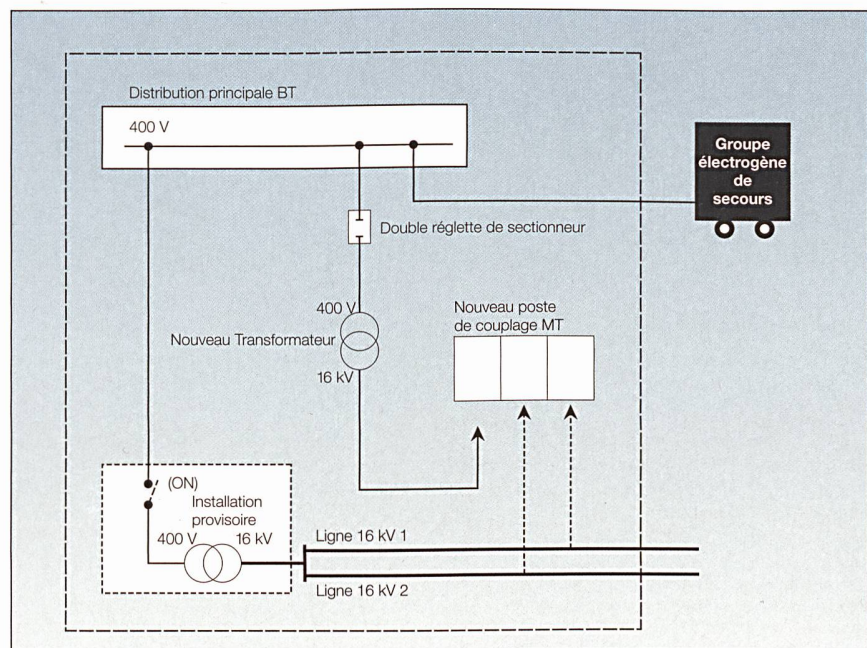 Distribution principale BT
400 V
Groupe
électrogène
de
secours
Double réglette de sectionneur
400 V
Nouveau Transformateur
16 kV
Nouveau poste
de couplage MT
(ON)
Installation
provisoire
400 V 16 kV
Ligne 16 kV 1
Ligne 16 kV 2